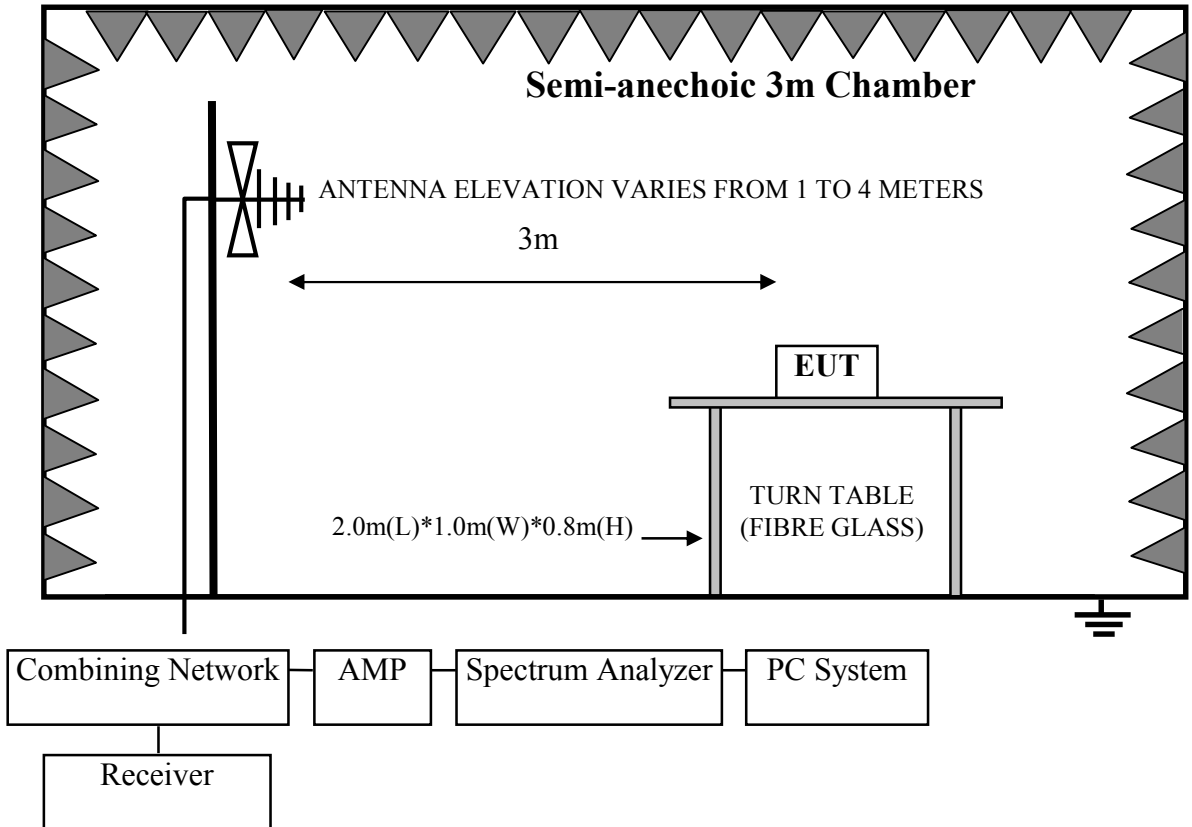 Semi-anechoic 3m Chamber
ANTENNA ELEVATION VARIES FROM 1 TO 4 METERS
3m
EUT
TURN TABLE
(FIBRE GLASS)
2.0m(L)*1.0m(W)*0.8m(H)
Combining Network
AMP
Spectrum Analyzer
PC System
Receiver